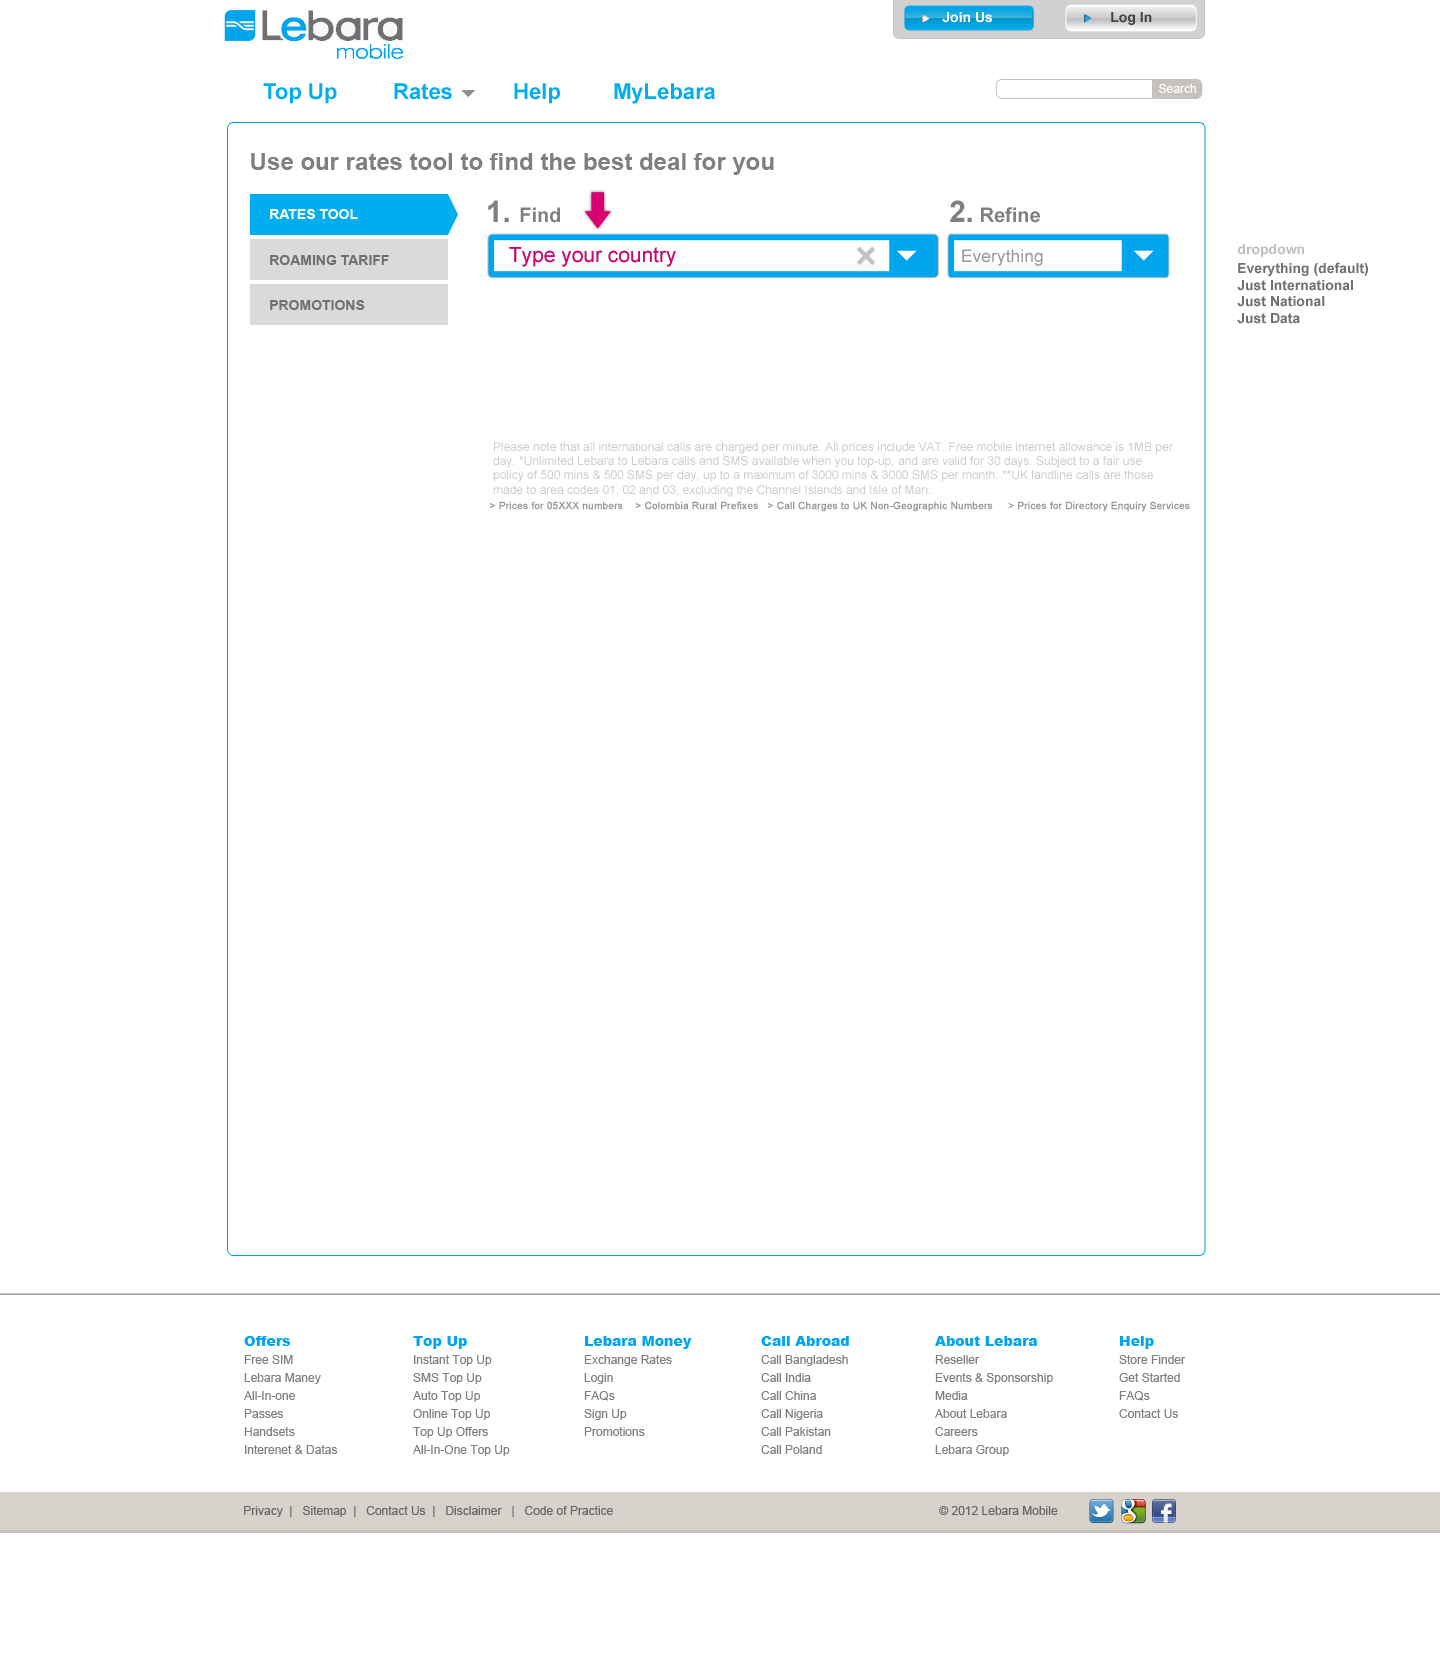 Lebara
mobile
Join Us
Log In
Top Up
Rates
Help
MyLebara
Search
Use our rates tool to find the best deal for you
RATES TOOL
ROAMING TARIFF
PROMOTIONS
1. Find
2. Refine
Type your country
Everything
dropdown
Everything (default)
Just International
Just National
Just Data
Please note that all international calls are charged per minute. All prices include VAT. Free mobile internet allowance is 1MB per
day. *Unlimited Lebara to Lebara calls and SMS available when you top-up, and are valid for 30 days. Subject to a fair use
policy of 500 mins & 500 SMS per day, up to a maximum of 3000 mins & 3000 SMS per month. **UK landline calls are those
made to area codes 01, 02 and 03, excluding the Channel Islands and Isle of Man.
> Prices for 05XXX numbers > Colombia Rural Prefixes > Call Charges to UK Non-Geographic Numbers > Prices for Directory Enquiry Services
Offers
Free SIM
Lebara Maney
All-In-one
Passes
Handsets
Interenet & Datas
Top Up
Instant Top Up
SMS Top Up
Auto Top Up
Online Top Up
Top Up Offers
All-In-One Top Up
Lebara Money
Exchange Rates
Login
FAQs
Sign Up
Promotions
Call Abroad
Call Bangladesh
Call India
Call China
Call Nigeria
Call Pakistan
Call Poland
About Lebara
Reseller
Events & Sponsorship
Media
About Lebara
Careers
Lebara Group
Help
Store Finder
Get Started
FAQs
Contact Us
Privacy | Sitemap | Contact Us | Disclaimer | Code of Practice
© 2012 Lebara Mobile